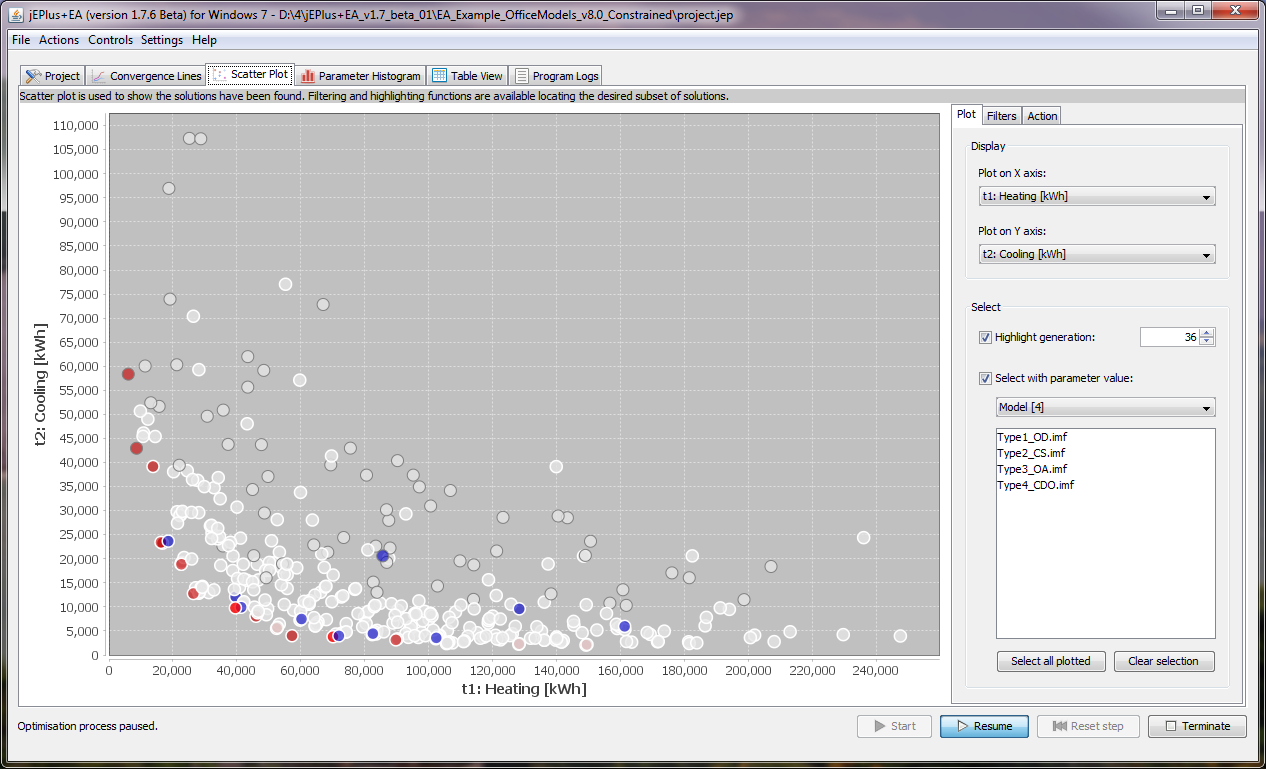 jEPlus+EA (version 1.7.6 Beta) for Windows 7 - D:\4\jEPlus+EA_v1.7_beta_01\EA_Example_OfficeModels_v8.0_Constrained\project.jep
File Actions Controls Settings Help
Project Convergence Lines Scatter Plot Parameter Histogram Table View Program Logs
Scatter plot is used to show the solutions have been found. Filtering and highlighting functions are available locating the desired subset of solutions.
110,000
105,000
100,000
95,000
90,000
85,000
80,000
75,000
70,000
65,000
60,000
55,000
50,000
45,000
40,000
35,000
30,000
25,000
20,000
15,000
10,000
5,000
0
t2: Cooling [kWh]
0 20,000 40,000 60,000 80,000 100,000 120,000 140,000 160,000 180,000 200,000 220,000 240,000
t1: Heating [kWh]
Plot Filters Action
Display
Plot on X axis:
t1: Heating [kWh]
Plot on Y axis:
t2: Cooling [kWh]
Select
Highlight generation: 36
Select with parameter value:
Model [4]
Type1_OD.imf
Type2_CS.imf
Type3_OA.imf
Type4_CDO.imf
Select all plotted Clear selection
Optimisation process paused.
Start Resume Reset step Terminate